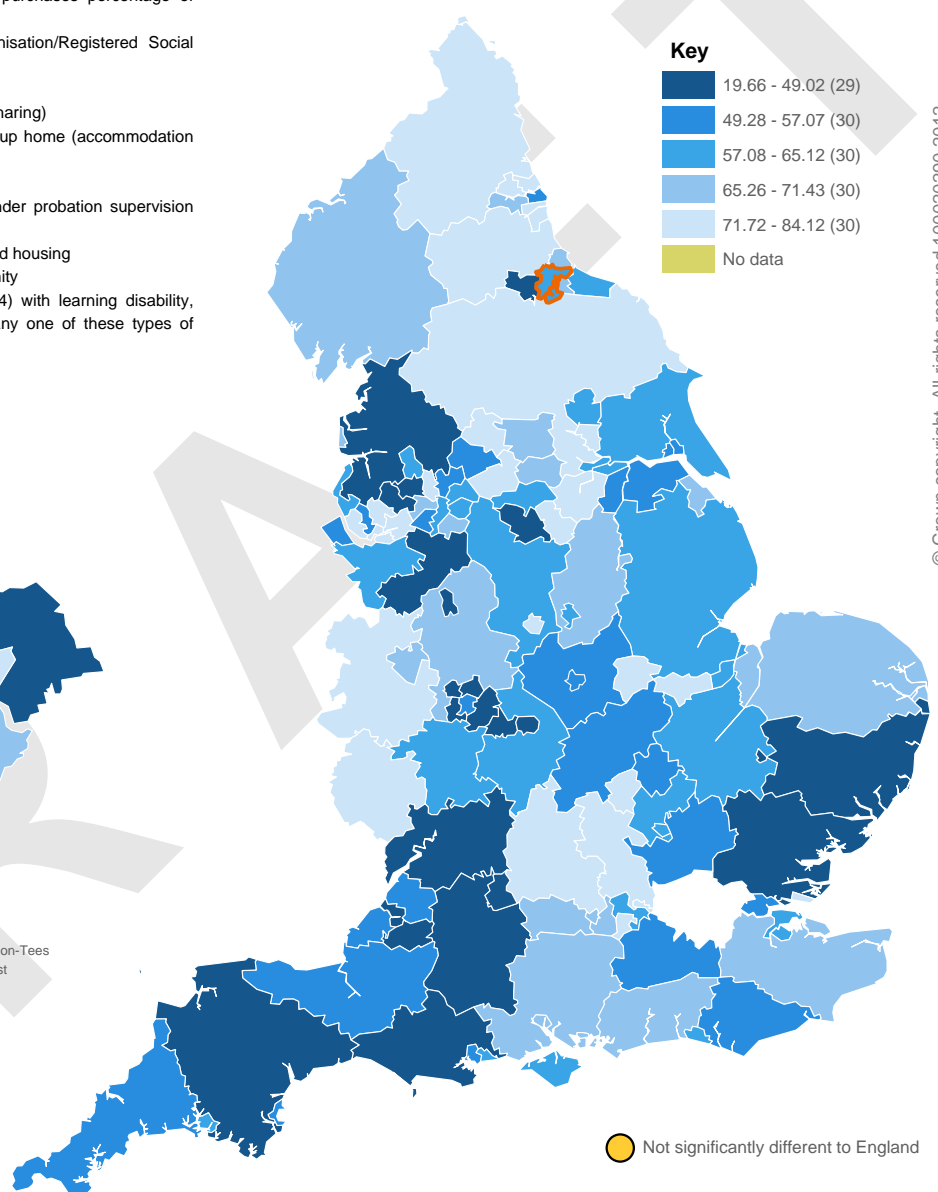 purchases percentage of
nisation/Registered Social
haring)
up home (accommodation
nder probation supervision
d housing
nity
4) with learning disability,
any one of these types of
Key
19.66 - 49.02 (29)
49.28 - 57.07 (30)
57.08 - 65.12 (30)
65.26 - 71.43 (30)
71.72 - 84.12 (30)
No data
on-Tees
st
Not significantly different to England